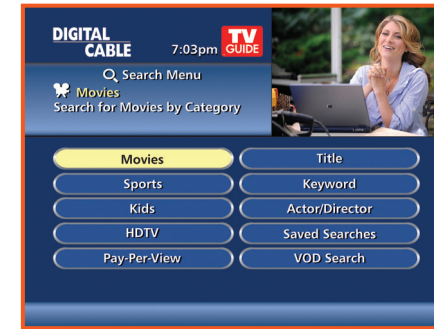 DIGITAL
CABLE
7:03pm
TV
GUIDE
Search Menu
Movies
Search for Movies by Category
Movies
Title
Sports
Keyword
Kids
Actor/Director
HDTV
Saved Searches
Pay-Per-View
VOD Search